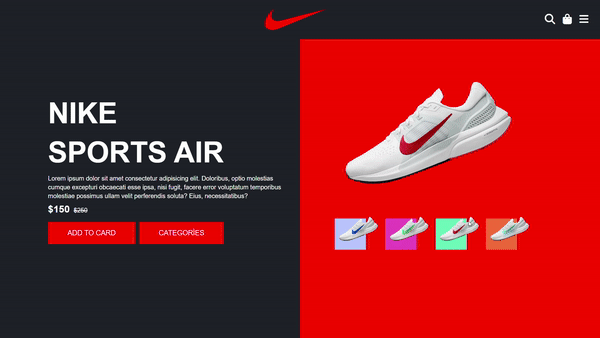 NIKE
SPORTS AIR
Lorem ipsum dolor sit amet consectetur adipisicing elit. Doloribus, optio molestias
cumque excepturi obcaecati esse ipsa, nisi fugit, facere error voluptatum temporibus
molestiae possimus ullam velit perferendis soluta? Eius, necessitatibus?
$150 $250
ADD TO CARD CATEGORİES